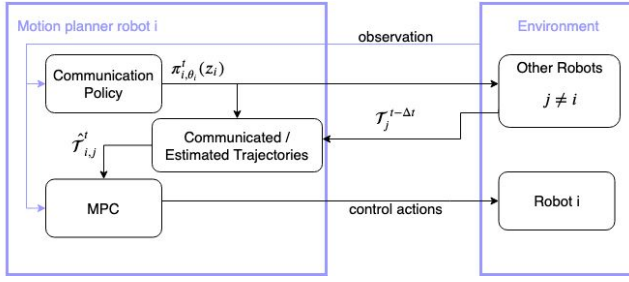 Motion planner robot i
Environment
observation
Communication
Policy
π^t_{i,θ_i}(z_i)
Other Robots
j ≠ i
𝒯_j^{t−Δt}
Communicated /
Estimated Trajectories
𝒯̂^t_{i,j}
MPC
control actions
Robot i